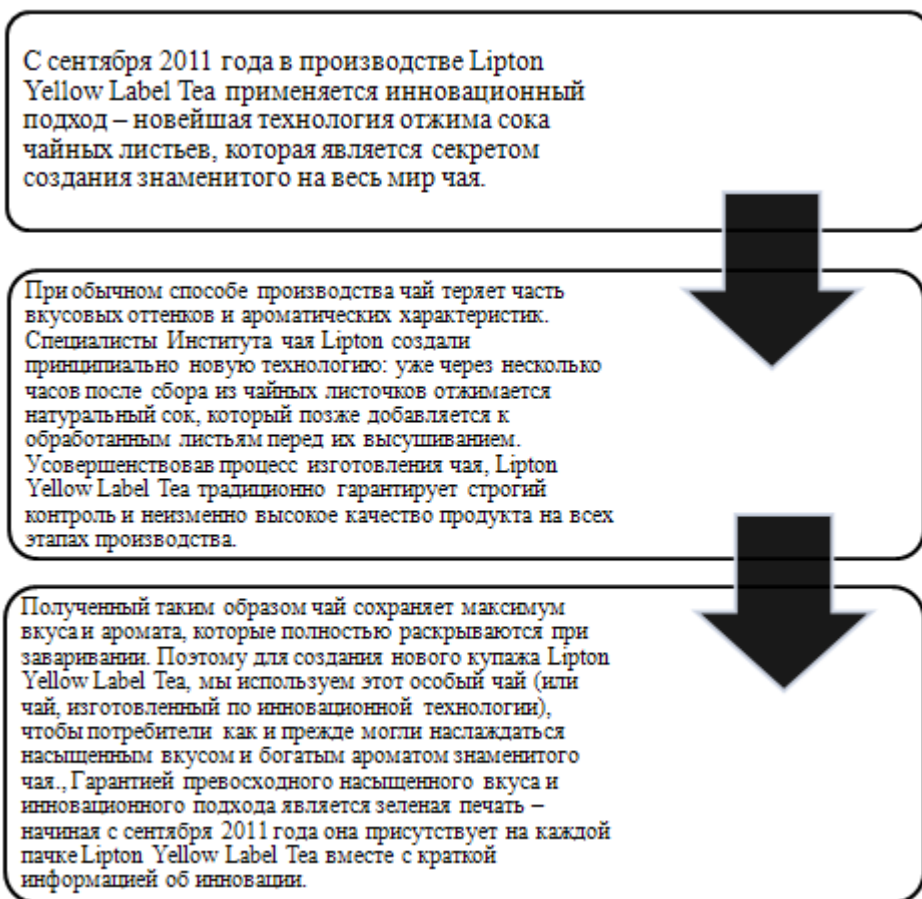 С сентября 2011 года в производстве Lipton
Yellow Label Tea применяется инновационный
подход – новейшая технология отжима сока
чайных листьев, которая является секретом
создания знаменитого на весь мир чая.
При обычном способе производства чай теряет часть
вкусовых оттенков и ароматических характеристик.
Специалисты Института чая Lipton создали
принципиально новую технологию: уже через несколько
часов после сбора из чайных листочков отжимается
натуральный сок, который позже добавляется к
обработанным листьям перед их высушиванием.
Усовершенствовав процесс изготовления чая, Lipton
Yellow Label Tea традиционно гарантирует строгий
контроль и неизменно высокое качество продукта на всех
этапах производства.
Полученный таким образом чай сохраняет максимум
вкуса и аромата, которые полностью раскрываются при
заваривании. Поэтому для создания нового купажа Lipton
Yellow Label Tea, мы используем этот особый чай (или
чай, изготовленный по инновационной технологии),
чтобы потребители как и прежде могли наслаждаться
насыщенным вкусом и богатым ароматом знаменитого
чая., Гарантией превосходного насыщенного вкуса и
инновационного подхода является зеленая печать –
начиная с сентября 2011 года она присутствует на каждой
пачке Lipton Yellow Label Tea вместе с краткой
информацией об инновации.